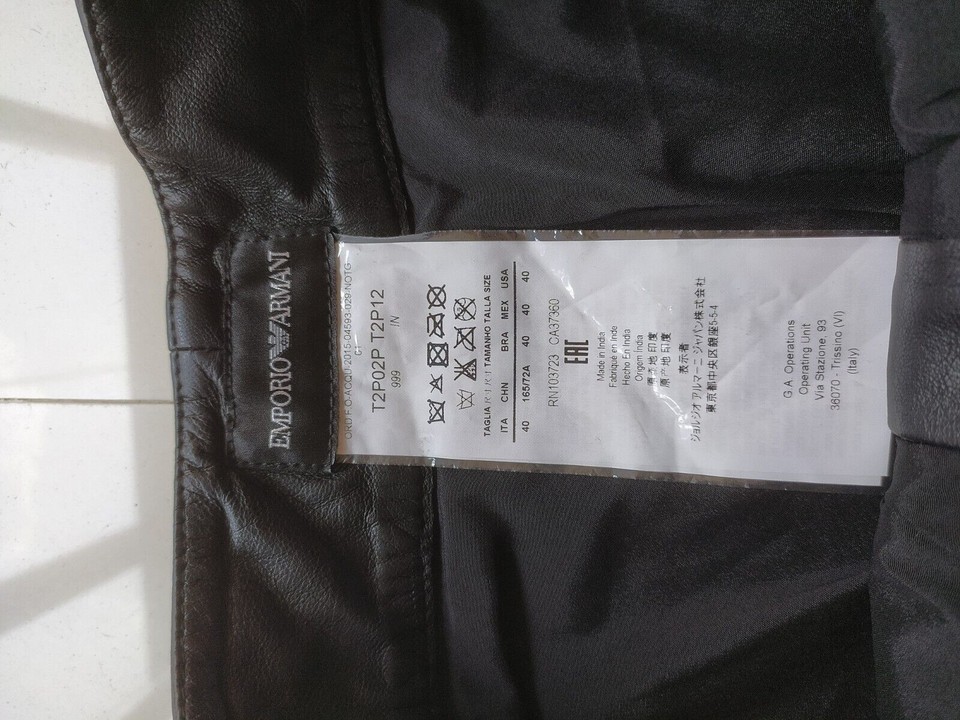 EMPORIO ARMANI
T2P02P T2P12
999 IN
TAGLIA TAMANHO TALLA SIZE
ITA CHN BRA MEX USA
40 165/72A 40 40 40
RN103723 CA37360
EAC
Made in India
Fabriqué en Inde
Hecho En India
Origem India
原产地 印度
原産地 印度
表示者
ジョルジオ アルマーニ ジャパン株式会社
東京都中央区銀座5-5-4
G.A. Operations
Operating Unit
Via Stazione, 93
36070 - Trissino (VI)
(Italy)